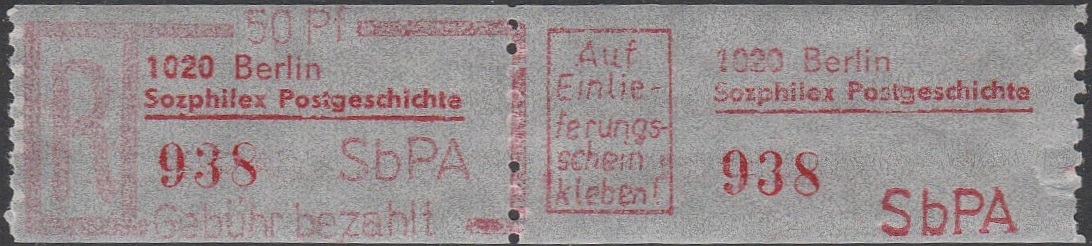 50 Pf
R
1020 Berlin
Sozphilex Postgeschichte
938 SbPA
Gebühr bezahlt
Auf
Einlie-
ferungs-
schein
kleben!
1020 Berlin
Sozphilex Postgeschichte
938
SbPA